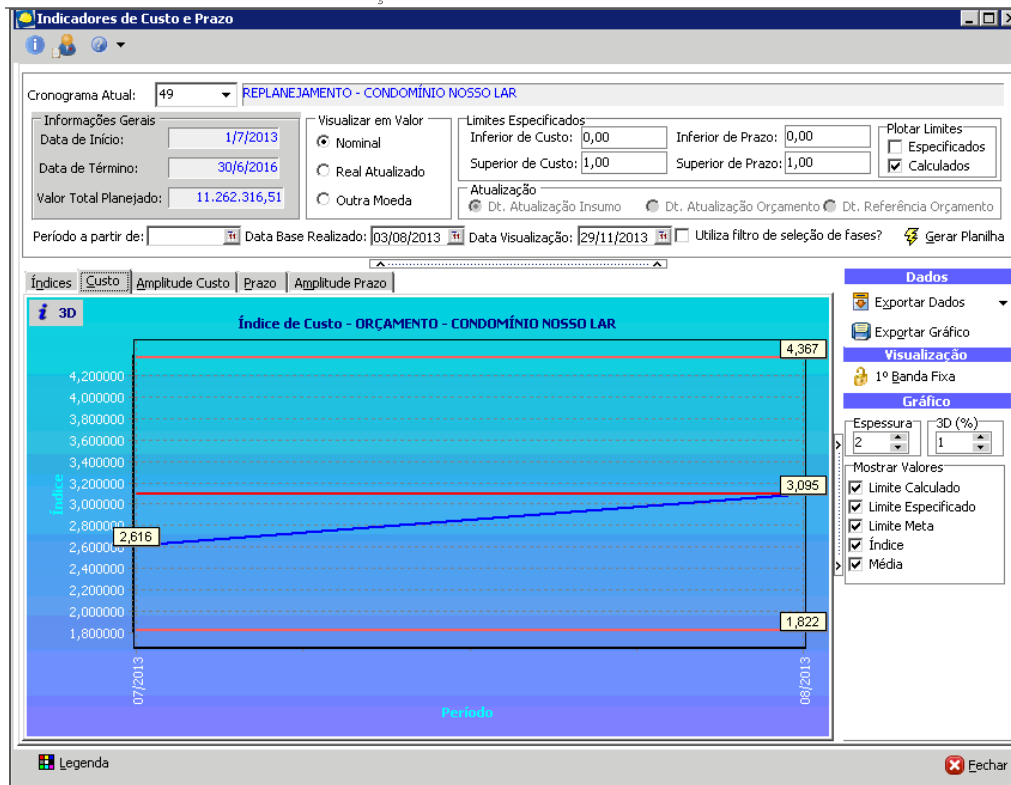 Indicadores de Custo e Prazo
Cronograma Atual: 49 REPLANEJAMENTO - CONDOMÍNIO NOSSO LAR
Informações Gerais
Data de Início: 1/7/2013
Data de Término: 30/6/2016
Valor Total Planejado: 11.262.316,51
Visualizar em Valor
Nominal
Real Atualizado
Outra Moeda
Limites Especificados
Inferior de Custo: 0,00 Inferior de Prazo: 0,00
Superior de Custo: 1,00 Superior de Prazo: 1,00
Plotar Limites
Especificados
Calculados
Atualização
Dt. Atualização Insumo Dt. Atualização Orçamento Dt. Referência Orçamento
Período a partir de: Data Base Realizado: 03/08/2013 Data Visualização: 29/11/2013 Utiliza filtro de seleção de fases? Gerar Planilha
Índices Custo Amplitude Custo Prazo Amplitude Prazo
i 3D
Índice de Custo - ORÇAMENTO - CONDOMÍNIO NOSSO LAR
4,367
4,200000
4,000000
3,800000
3,600000
3,400000
3,200000
3,095
3,000000
2,800000
2,616
2,600000
2,400000
2,200000
2,000000
1,822
1,800000
Índice
07/2013
08/2013
Período
Dados
Exportar Dados
Exportar Gráfico
Visualização
1º Banda Fixa
Gráfico
Espessura 3D (%)
2 1
Mostrar Valores
Limite Calculado
Limite Especificado
Limite Meta
Índice
Média
Legenda
Fechar